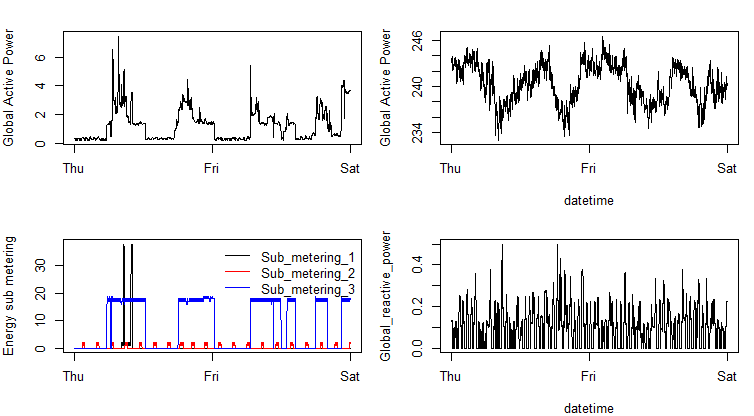 Global Active Power
0 2 4 6
Thu Fri Sat
Global Active Power
234 240 246
Thu Fri Sat
datetime
Energy sub metering
0 10 20 30
Sub_metering_1
Sub_metering_2
Sub_metering_3
Thu Fri Sat
Global_reactive_power
0.0 0.2 0.4
Thu Fri Sat
datetime